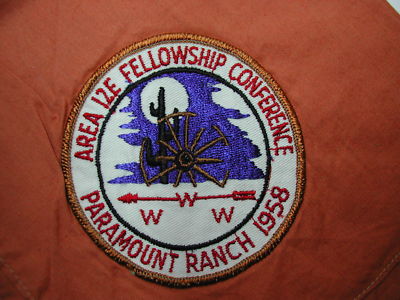 AREA 12E FELLOWSHIP CONFERENCE
W W W
PARAMOUNT RANCH 1958